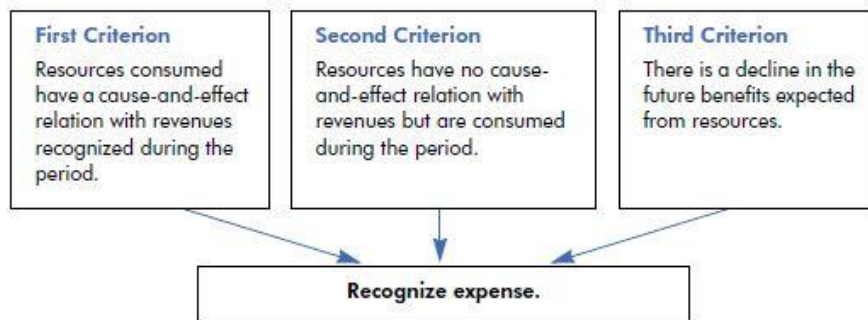 First Criterion
Resources consumed
have a cause-and-effect
relation with revenues
recognized during the
period.
Second Criterion
Resources have no cause-
and-effect relation with
revenues but are consumed
during the period.
Third Criterion
There is a decline in the
future benefits expected
from resources.
Recognize expense.